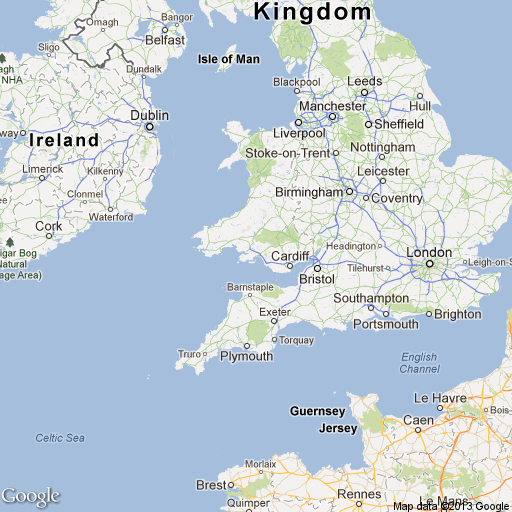 Kingdom
Omagh
Bangor
Sligo
Belfast
Isle of Man
NHA
Dundalk
Blackpool
Leeds
Hull
Manchester
Dublin
Liverpool
Sheffield
Ireland
Stoke-on-Trent
Nottingham
Limerick
Kilkenny
Leicester
Clonmel
Birmingham
Coventry
Waterford
Cork
Headington
London
Cardiff
Bristol
Tilehurst
Leigh-on-S
gar Bog
Natural
age Area)
Barnstaple
Southampton
Portsmouth
Brighton
Exeter
Torquay
Truro
Plymouth
English
Channel
Le Havre
Guernsey
Jersey
Caen
Bois-
Celtic Sea
Morlaix
Brest
Quimper
Rennes
Le Mans
Google
Map data ©2013 Google